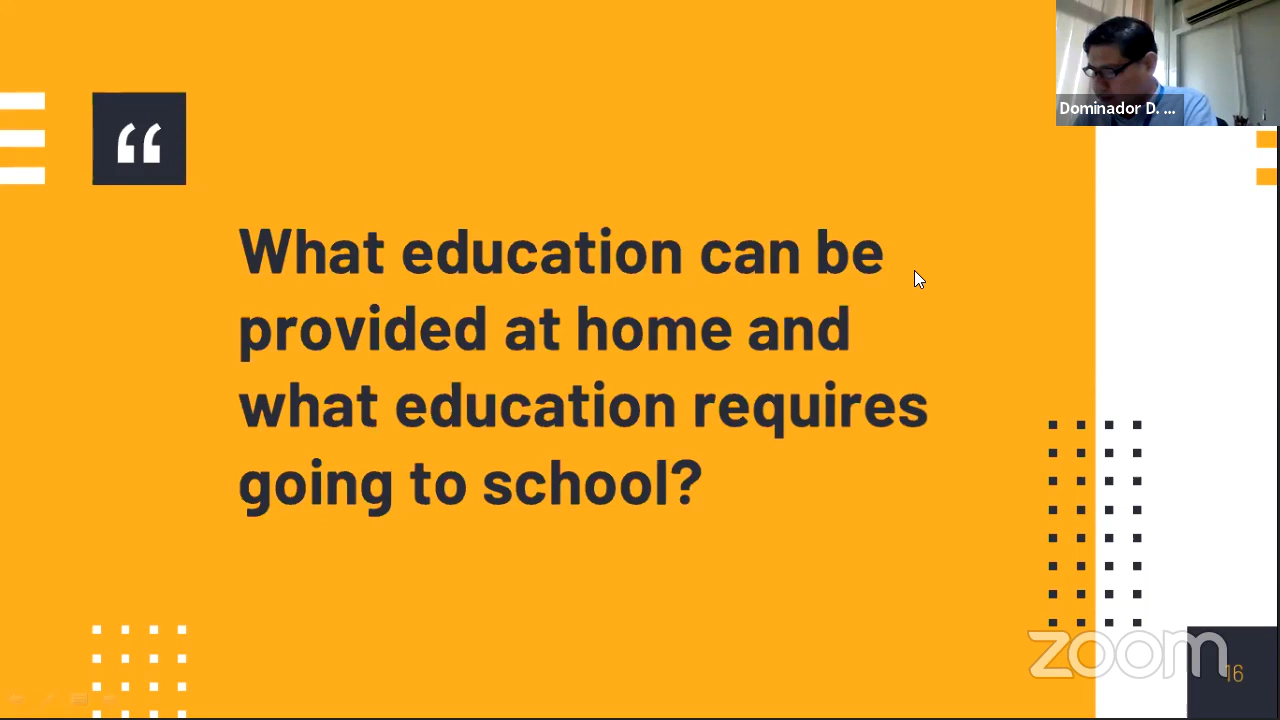 Dominador D. ...
“
What education can be
provided at home and
what education requires
going to school?
zoom
16